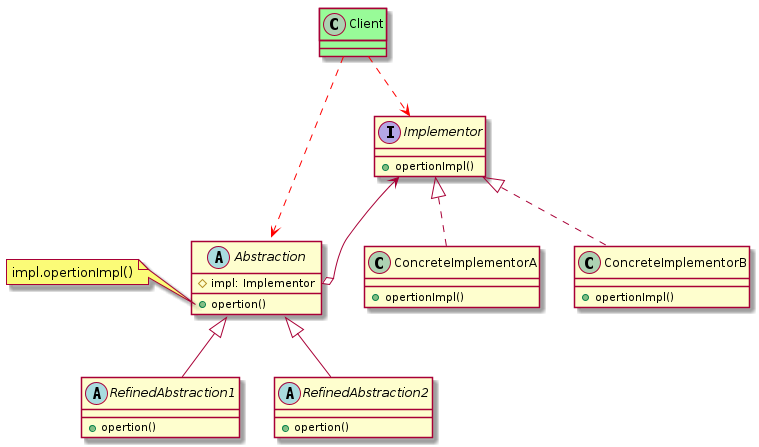 C Client
I Implementor
opertionImpl()
A Abstraction
impl: Implementor
opertion()
impl.opertionImpl()
C ConcreteImplementorA
opertionImpl()
C ConcreteImplementorB
opertionImpl()
A RefinedAbstraction1
opertion()
A RefinedAbstraction2
opertion()